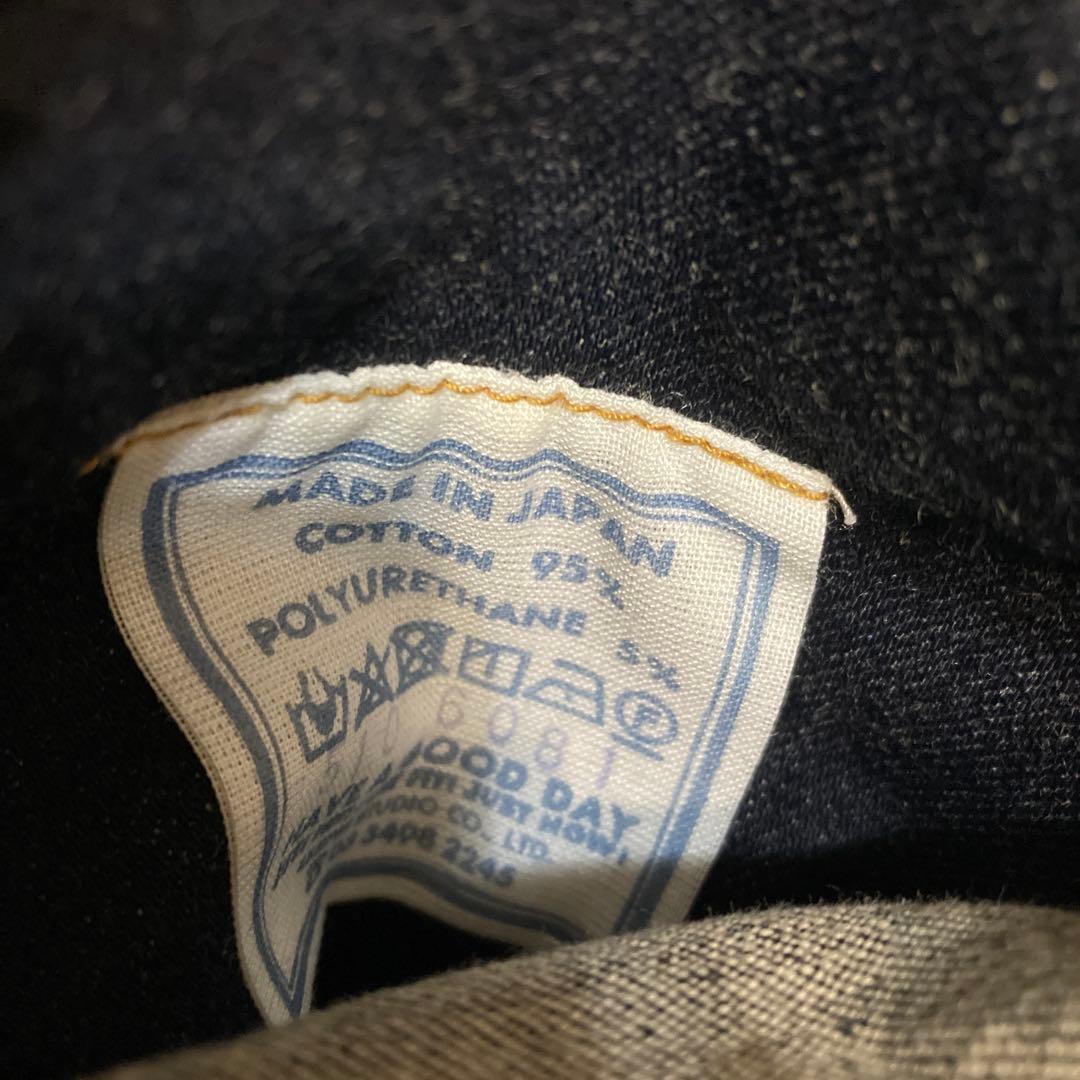 MADE IN JAPAN
COTTON 95%
POLYURETHANE 5%
F
6081
GOOD DAY
JUST NOW!
CO., LTD.
3408 2245